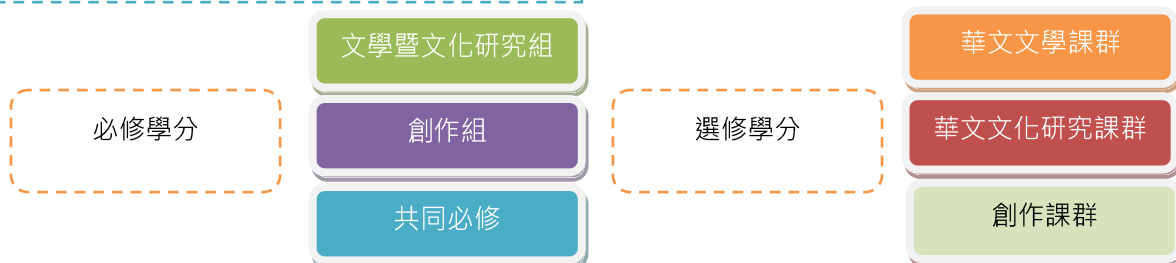 必修學分
文學暨文化研究組
創作組
共同必修
選修學分
華文文學課群
華文文化研究課群
創作課群